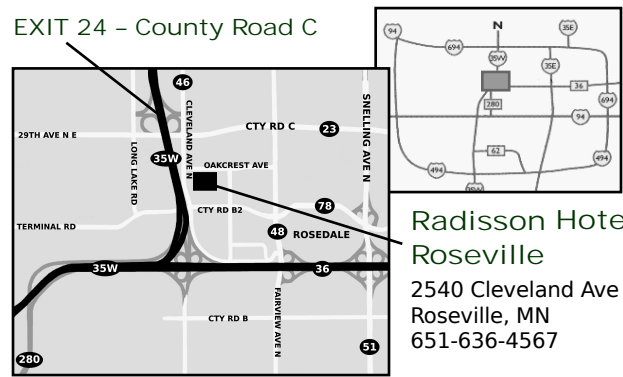 EXIT 24 – County Road C
46
CLEVELAND AVE N
SNELLING AVE N
CTY RD C
23
29TH AVE N E
LONG LAKE RD
35W
OAKCREST AVE
CTY RD B2
78
TERMINAL RD
48
ROSEDALE
35W
36
FAIRVIEW AVE N
CTY RD B
280
51
N
94
694
35W
35E
35E
36
280
694
94
62
494
494
35W
Radisson Hote
Roseville
2540 Cleveland Ave
Roseville, MN
651-636-4567